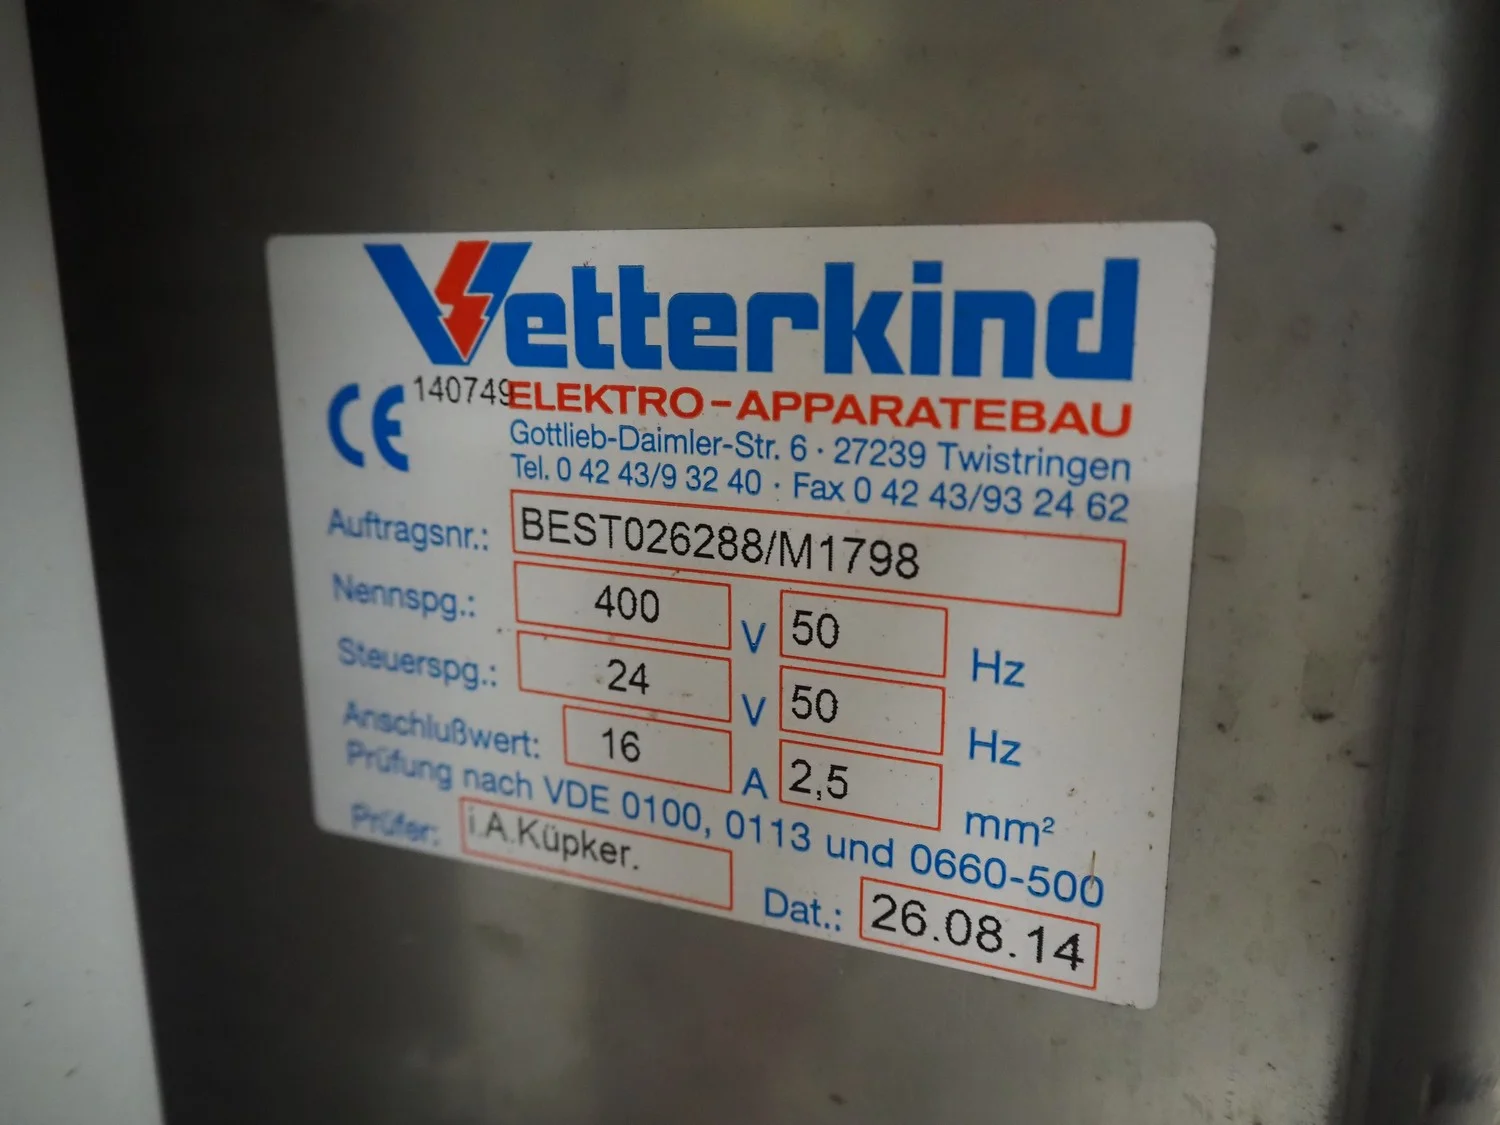 Vetterkind
CE 140749 ELEKTRO-APPARATEBAU
Gottlieb-Daimler-Str. 6 · 27239 Twistringen
Tel. 0 42 43/9 32 40 · Fax 0 42 43/93 24 62
Auftragsnr.: BEST026288/M1798
Nennspg.: 400 V 50 Hz
Steuerspg.: 24 V 50 Hz
Anschlußwert: 16 A 2,5 mm²
Prüfung nach VDE 0100, 0113 und 0660-500
Prüfer: i.A.Küpker. Dat.: 26.08.14